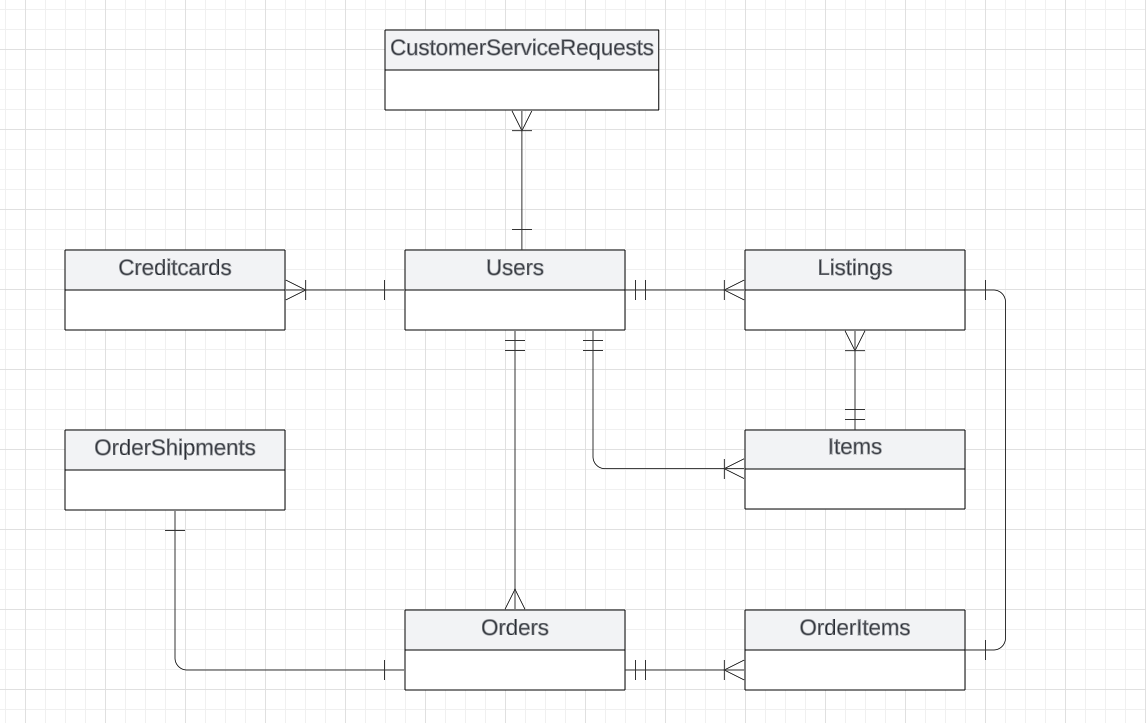 CustomerServiceRequests
Creditcards
Users
Listings
OrderShipments
Items
Orders
OrderItems